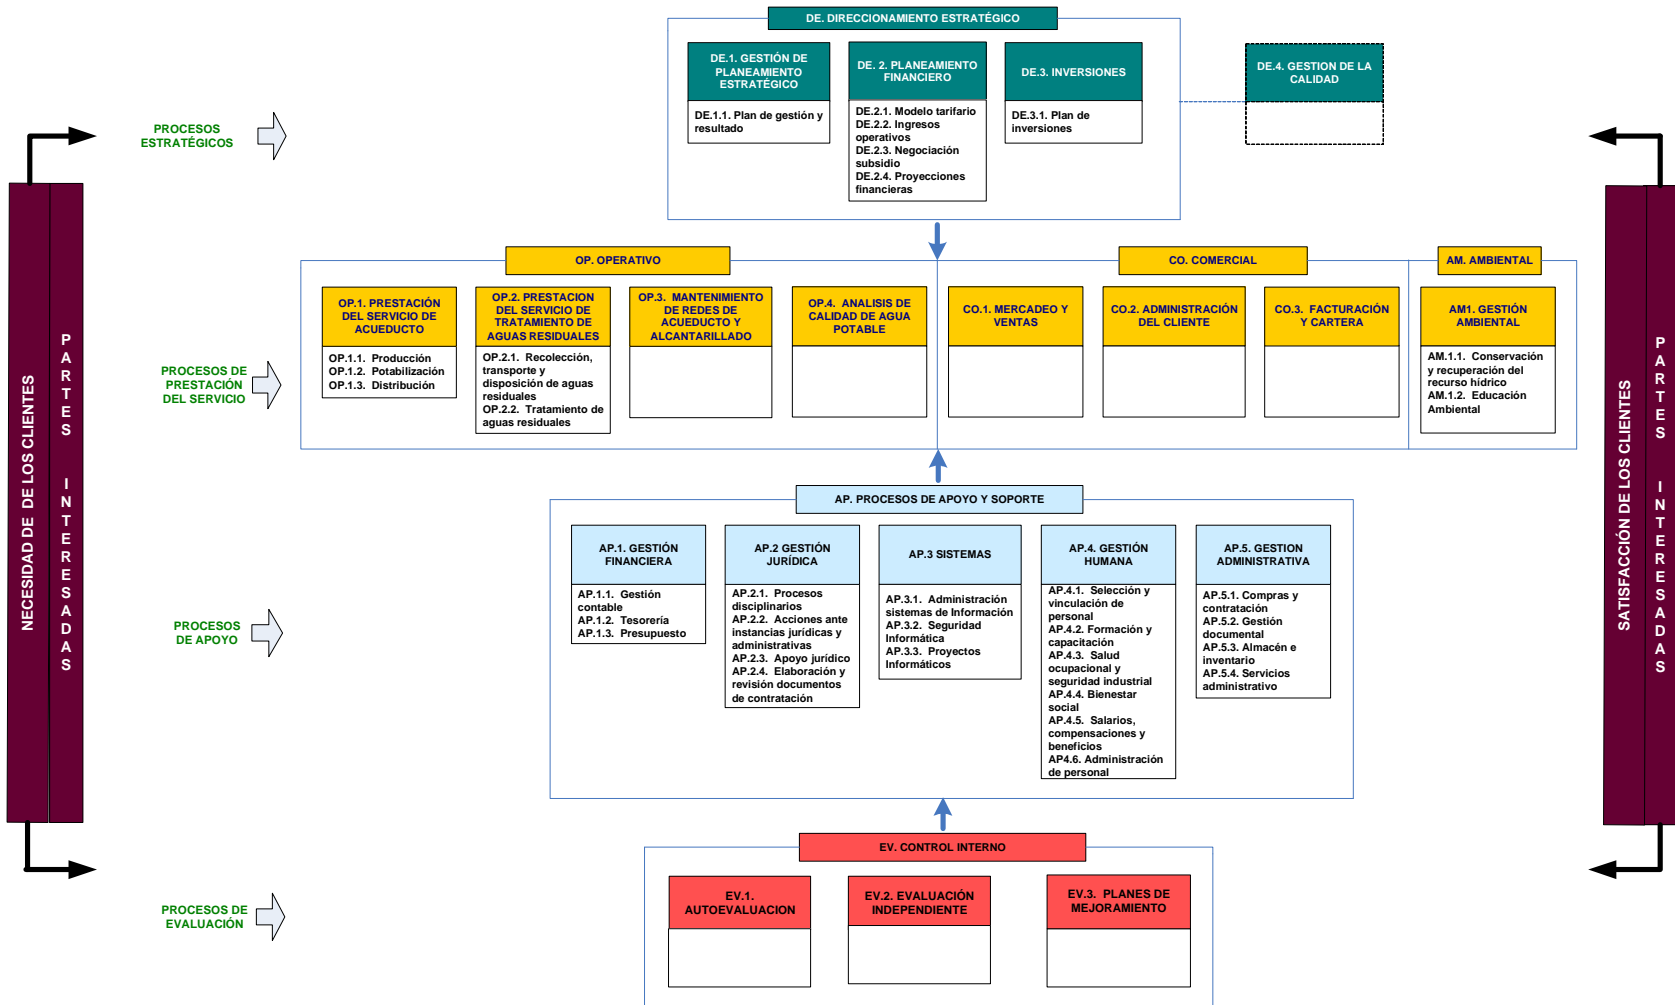 DE. DIRECCIONAMIENTO ESTRATÉGICO
DE.1. GESTIÓN DE
PLANEAMIENTO
ESTRATÉGICO
DE.1.1. Plan de gestión y
resultado
DE. 2. PLANEAMIENTO
FINANCIERO
DE.2.1. Modelo tarifario
DE.2.2. Ingresos
operativos
DE.2.3. Negociación
subsidio
DE.2.4. Proyecciones
financieras
DE.3. INVERSIONES
DE.3.1. Plan de
inversiones
DE.4. GESTION DE LA
CALIDAD
PROCESOS
ESTRATÉGICOS
NECESIDAD DE DE LOS CLIENTES
PARTES INTERESADAS
SATISFACCIÓN DE LOS CLIENTES
PARTES INTERESADAS
OP. OPERATIVO
CO. COMERCIAL
AM. AMBIENTAL
PROCESOS DE
PRESTACIÓN
DEL SERVICIO
OP.1. PRESTACIÓN
DEL SERVICIO DE
ACUEDUCTO
OP.1.1. Producción
OP.1.2. Potabilización
OP.1.3. Distribución
OP.2. PRESTACION
DEL SERVICIO DE
TRATAMIENTO DE
AGUAS RESIDUALES
OP.2.1. Recolección,
transporte y
disposición de aguas
residuales
OP.2.2. Tratamiento de
aguas residuales
OP.3. MANTENIMIENTO
DE REDES DE
ACUEDUCTO Y
ALCANTARILLADO
OP.4. ANALISIS DE
CALIDAD DE AGUA
POTABLE
CO.1. MERCADEO Y
VENTAS
CO.2. ADMINISTRACIÓN
DEL CLIENTE
CO.3. FACTURACIÓN
Y CARTERA
AM1. GESTIÓN
AMBIENTAL
AM.1.1. Conservación
y recuperación del
recurso hídrico
AM.1.2. Educación
Ambiental
AP. PROCESOS DE APOYO Y SOPORTE
PROCESOS
DE APOYO
AP.1. GESTIÓN
FINANCIERA
AP.1.1. Gestión
contable
AP.1.2. Tesorería
AP.1.3. Presupuesto
AP.2 GESTIÓN
JURÍDICA
AP.2.1. Procesos
disciplinarios
AP.2.2. Acciones ante
instancias jurídicas y
administrativas
AP.2.3. Apoyo jurídico
AP.2.4. Elaboración y
revisión documentos
de contratación
AP.3 SISTEMAS
AP.3.1. Administración
sistemas de Información
AP.3.2. Seguridad
Informática
AP.3.3. Proyectos
Informáticos
AP.4. GESTIÓN
HUMANA
AP.4.1. Selección y
vinculación de
personal
AP.4.2. Formación y
capacitación
AP.4.3. Salud
ocupacional y
seguridad industrial
AP.4.4. Bienestar
social
AP.4.5. Salarios,
compensaciones y
beneficios
AP4.6. Administración
de personal
AP.5. GESTION
ADMINISTRATIVA
AP.5.1. Compras y
contratación
AP.5.2. Gestión
documental
AP.5.3. Almacén e
inventario
AP.5.4. Servicios
administrativo
EV. CONTROL INTERNO
PROCESOS DE
EVALUACIÓN
EV.1.
AUTOEVALUACION
EV.2. EVALUACIÓN
INDEPENDIENTE
EV.3. PLANES DE
MEJORAMIENTO